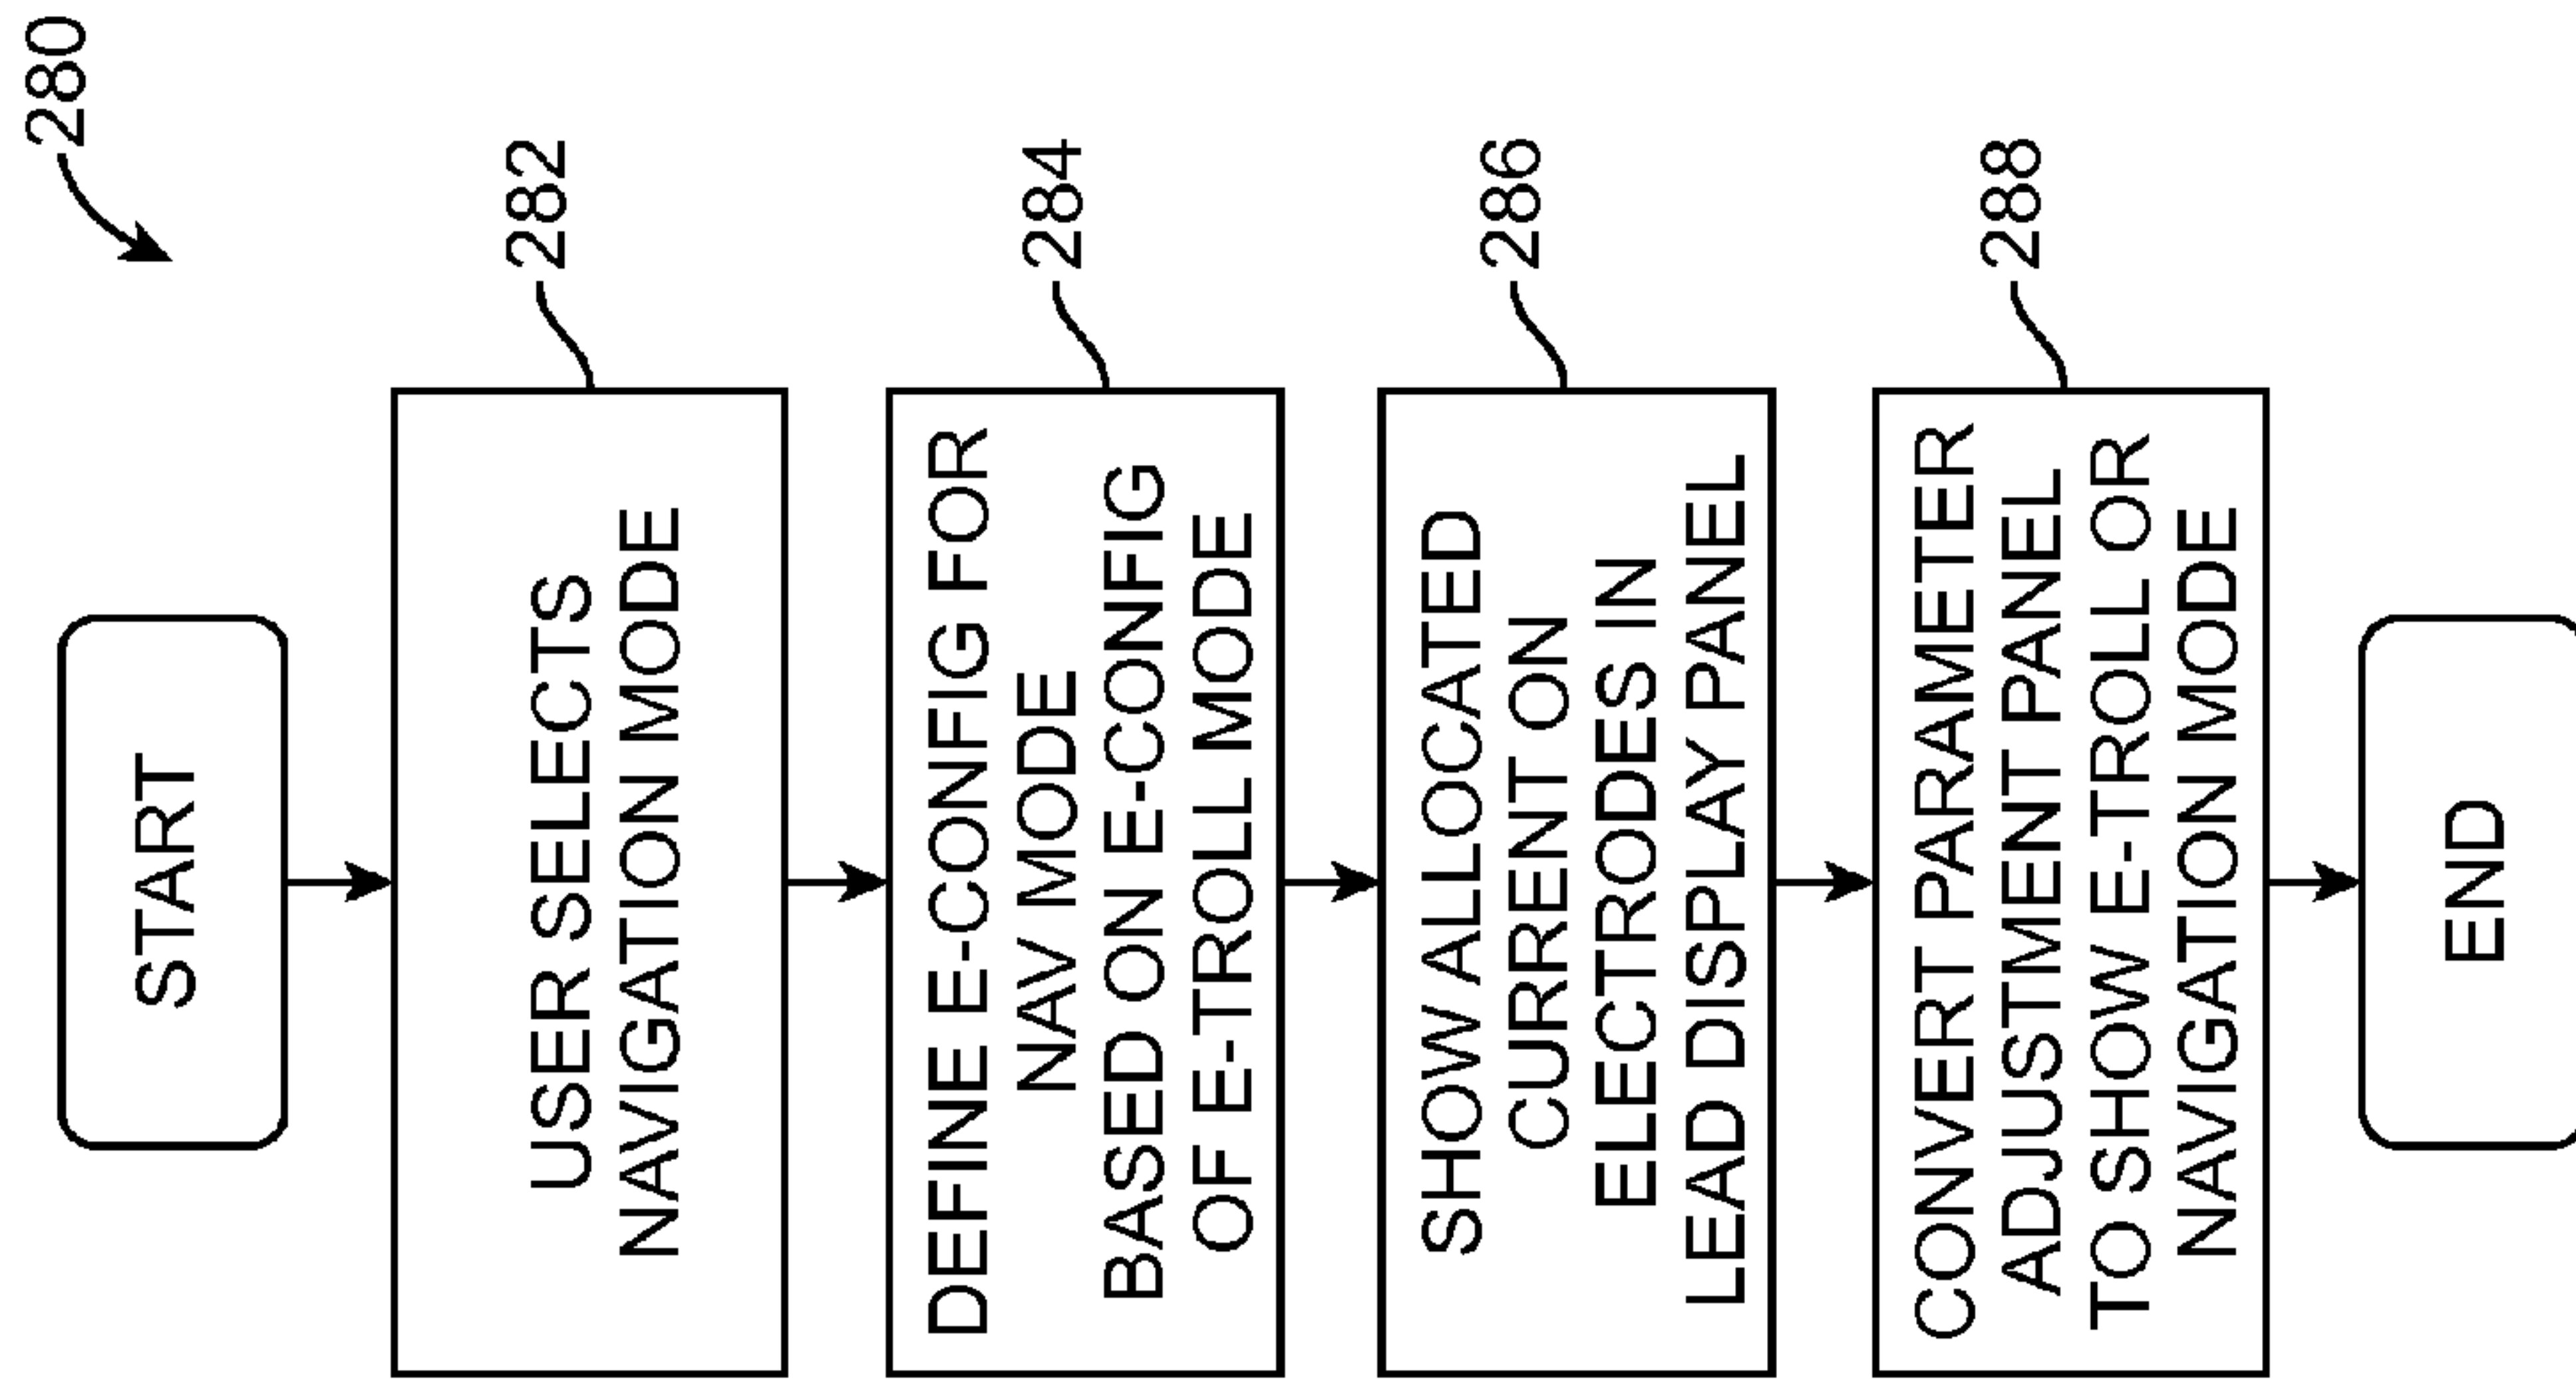 280
START
282
USER SELECTS
NAVIGATION MODE
284
DEFINE E-CONFIG FOR
NAV MODE
BASED ON E-CONFIG
OF E-TROLL MODE
286
SHOW ALLOCATED
CURRENT ON
ELECTRODES IN
LEAD DISPLAY PANEL
288
CONVERT PARAMETER
ADJUSTMENT PANEL
TO SHOW E-TROLL OR
NAVIGATION MODE
END